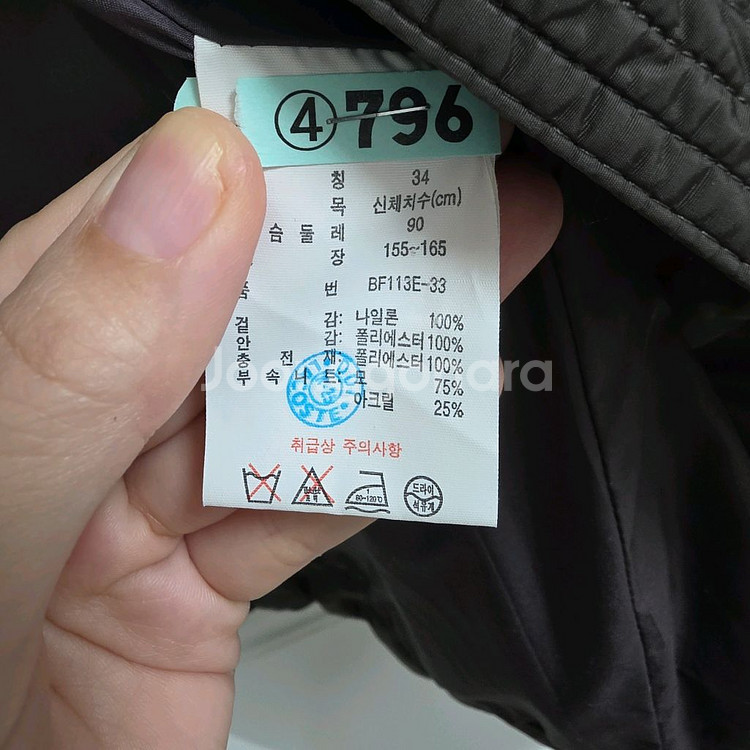 ④796
칭 34
목 신체치수(cm)
슴 둘 레 90
장 155~165
품 번 BF113E-33
겉 감: 나일론 100%
안 감: 폴리에스터 100%
충 전 재: 폴리에스터 100%
부 속 니 트: 모 75%
아크릴 25%
취급상 주의사항
1
80~120℃
드라이
석유계